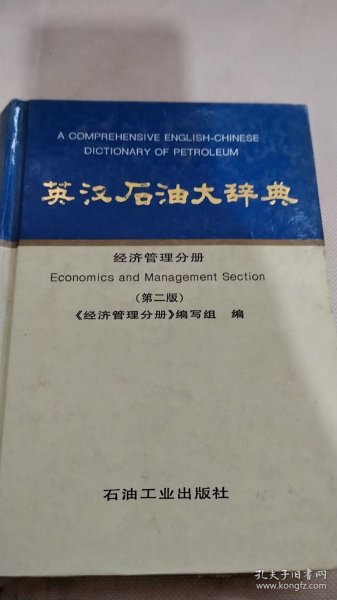 A COMPREHENSIVE ENGLISH-CHINESE
DICTIONARY OF PETROLEUM
英汉石油大辞典
经济管理分册
Economics and Management Section
(第二版)
《经济管理分册》编写组 编
石油工业出版社
孔夫子旧书网
www.kongfz.com